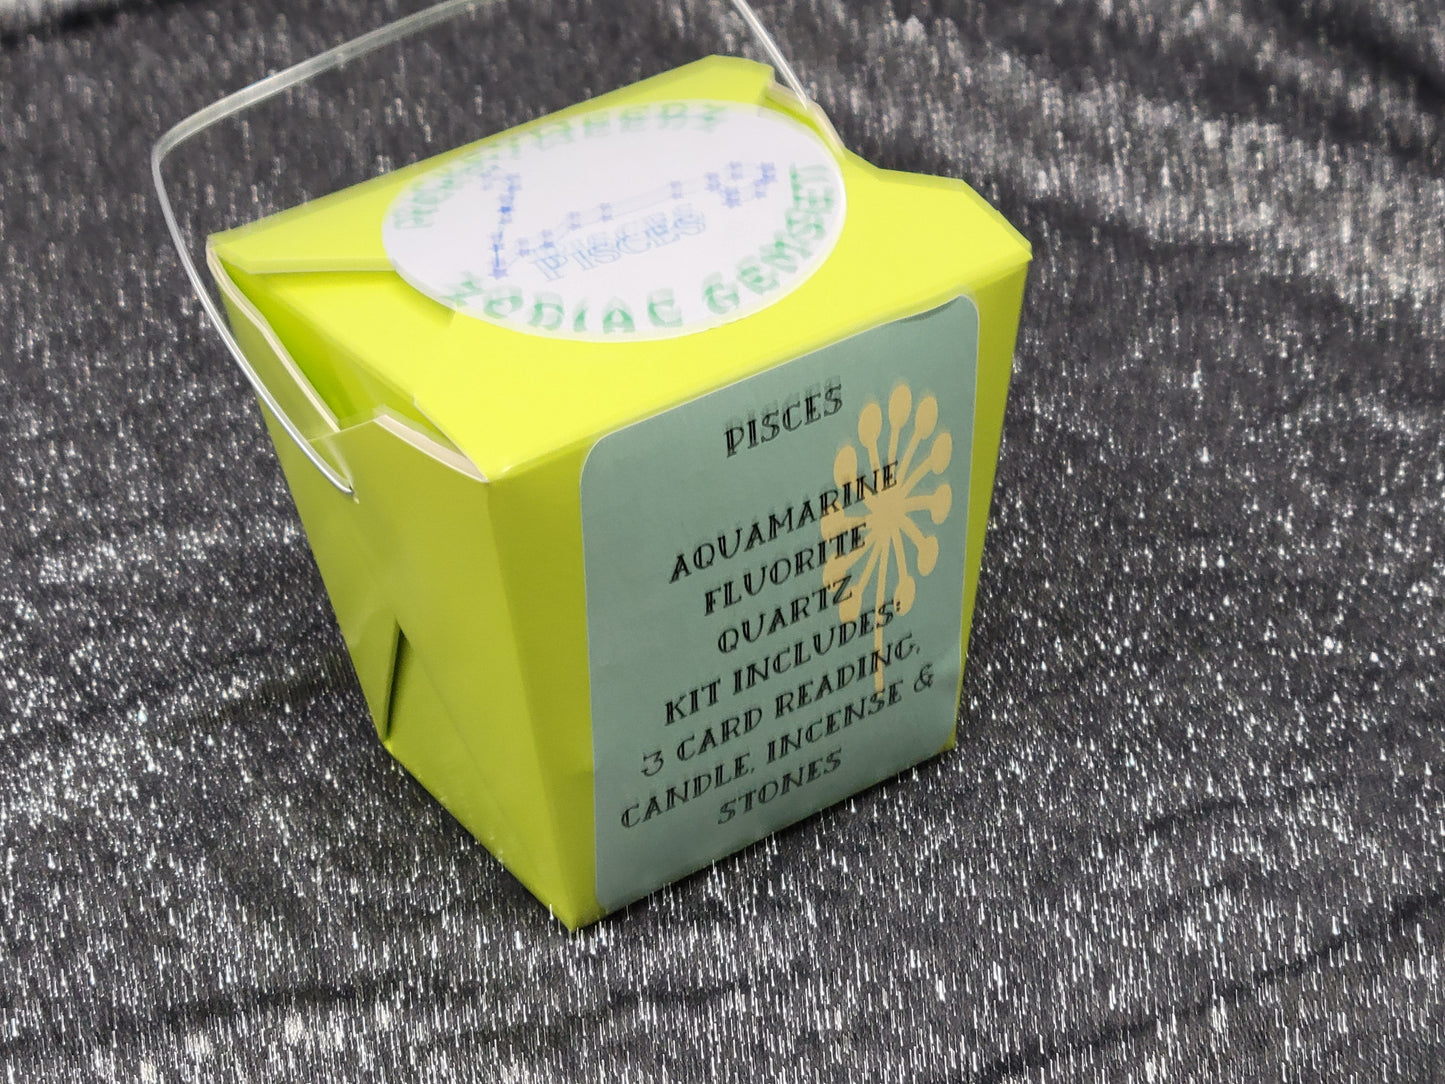 PISCES
ZODIAC GEMSET
PISCES
AQUAMARINE
FLUORITE
QUARTZ
KIT INCLUDES:
3 CARD READING,
CANDLE, INCENSE &
STONES